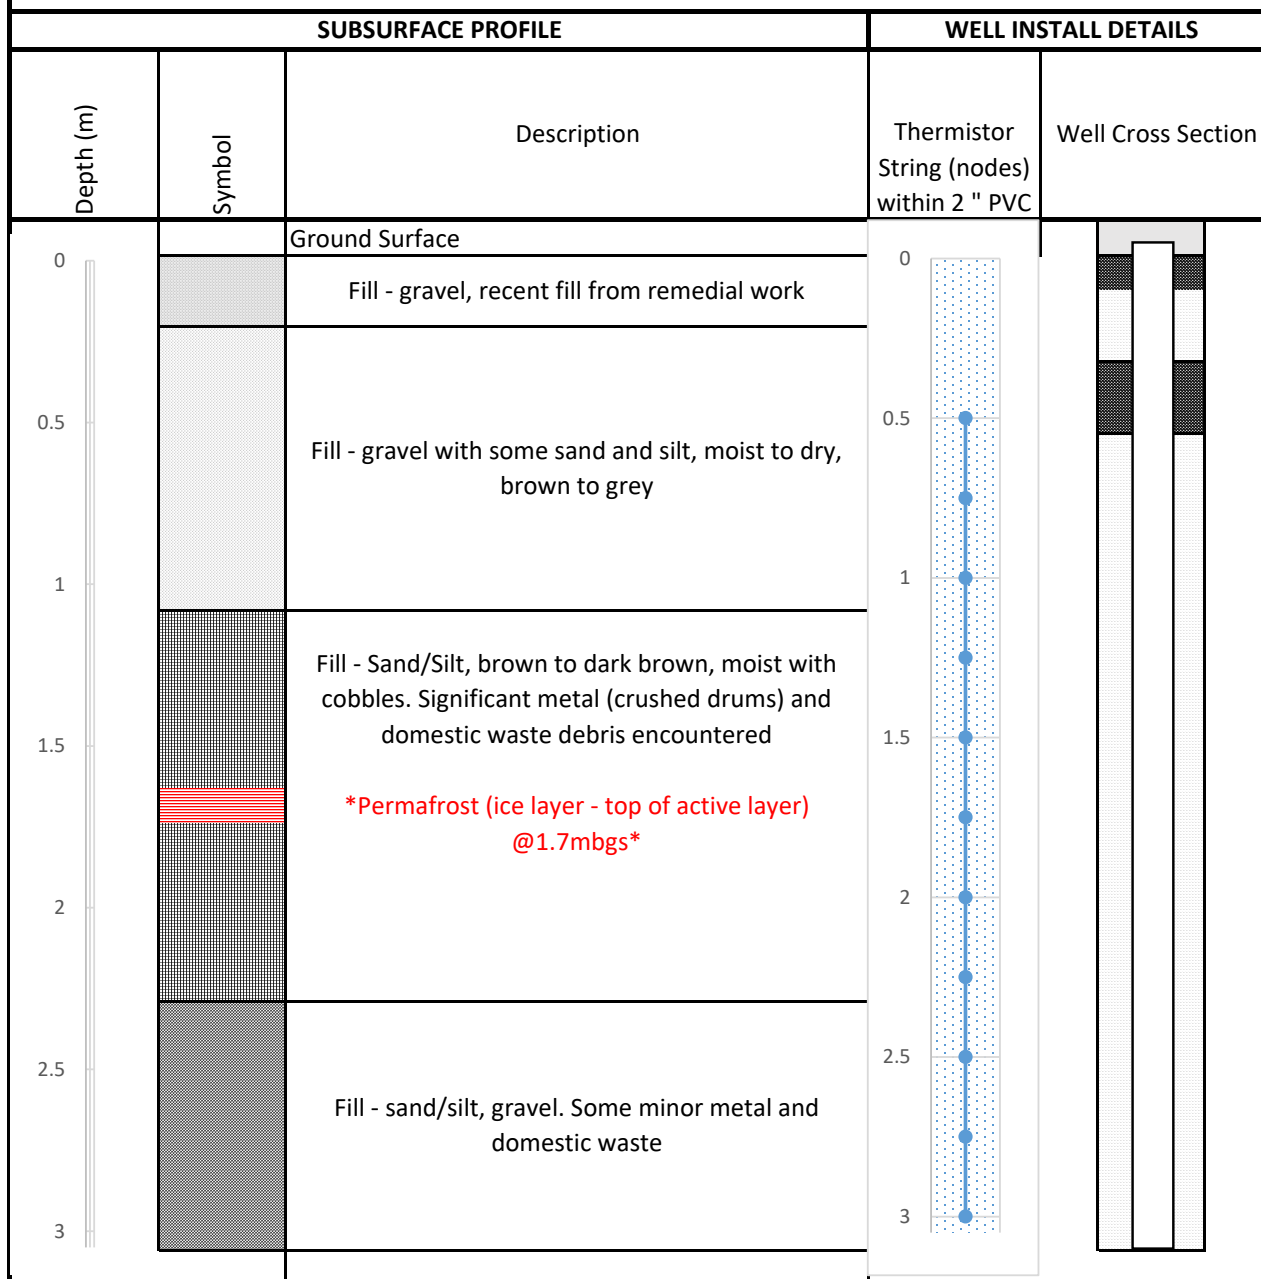 SUBSURFACE PROFILE
WELL INSTALL DETAILS
Depth (m)
Symbol
Description
Thermistor
String (nodes)
within 2 " PVC
Well Cross Section
Ground Surface
0
Fill - gravel, recent fill from remedial work
0.5
Fill - gravel with some sand and silt, moist to dry,
brown to grey
1
Fill - Sand/Silt, brown to dark brown, moist with
cobbles. Significant metal (crushed drums) and
domestic waste debris encountered
1.5
*Permafrost (ice layer - top of active layer)
@1.7mbgs*
2
2.5
Fill - sand/silt, gravel. Some minor metal and
domestic waste
3
0
0.5
1
1.5
2
2.5
3